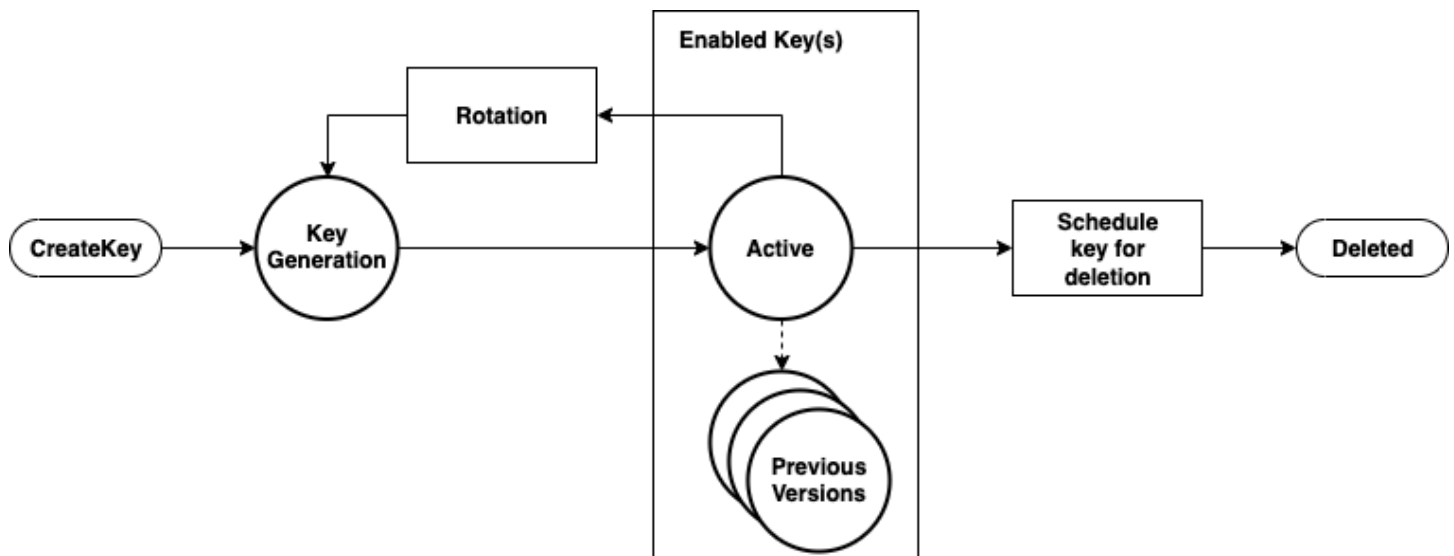 Enabled Key(s)
Rotation
CreateKey
Key
Generation
Active
Schedule
key for
deletion
Deleted
Previous
Versions